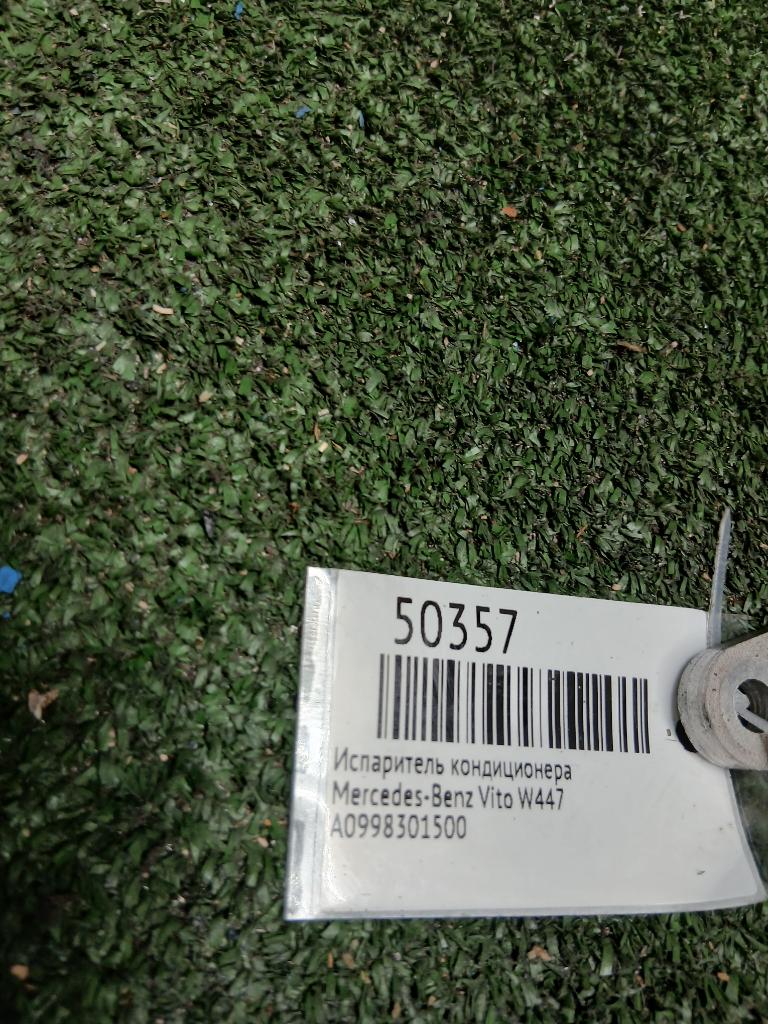 50357
Испаритель кондиционера
Mercedes-Benz Vito W447
A0998301500